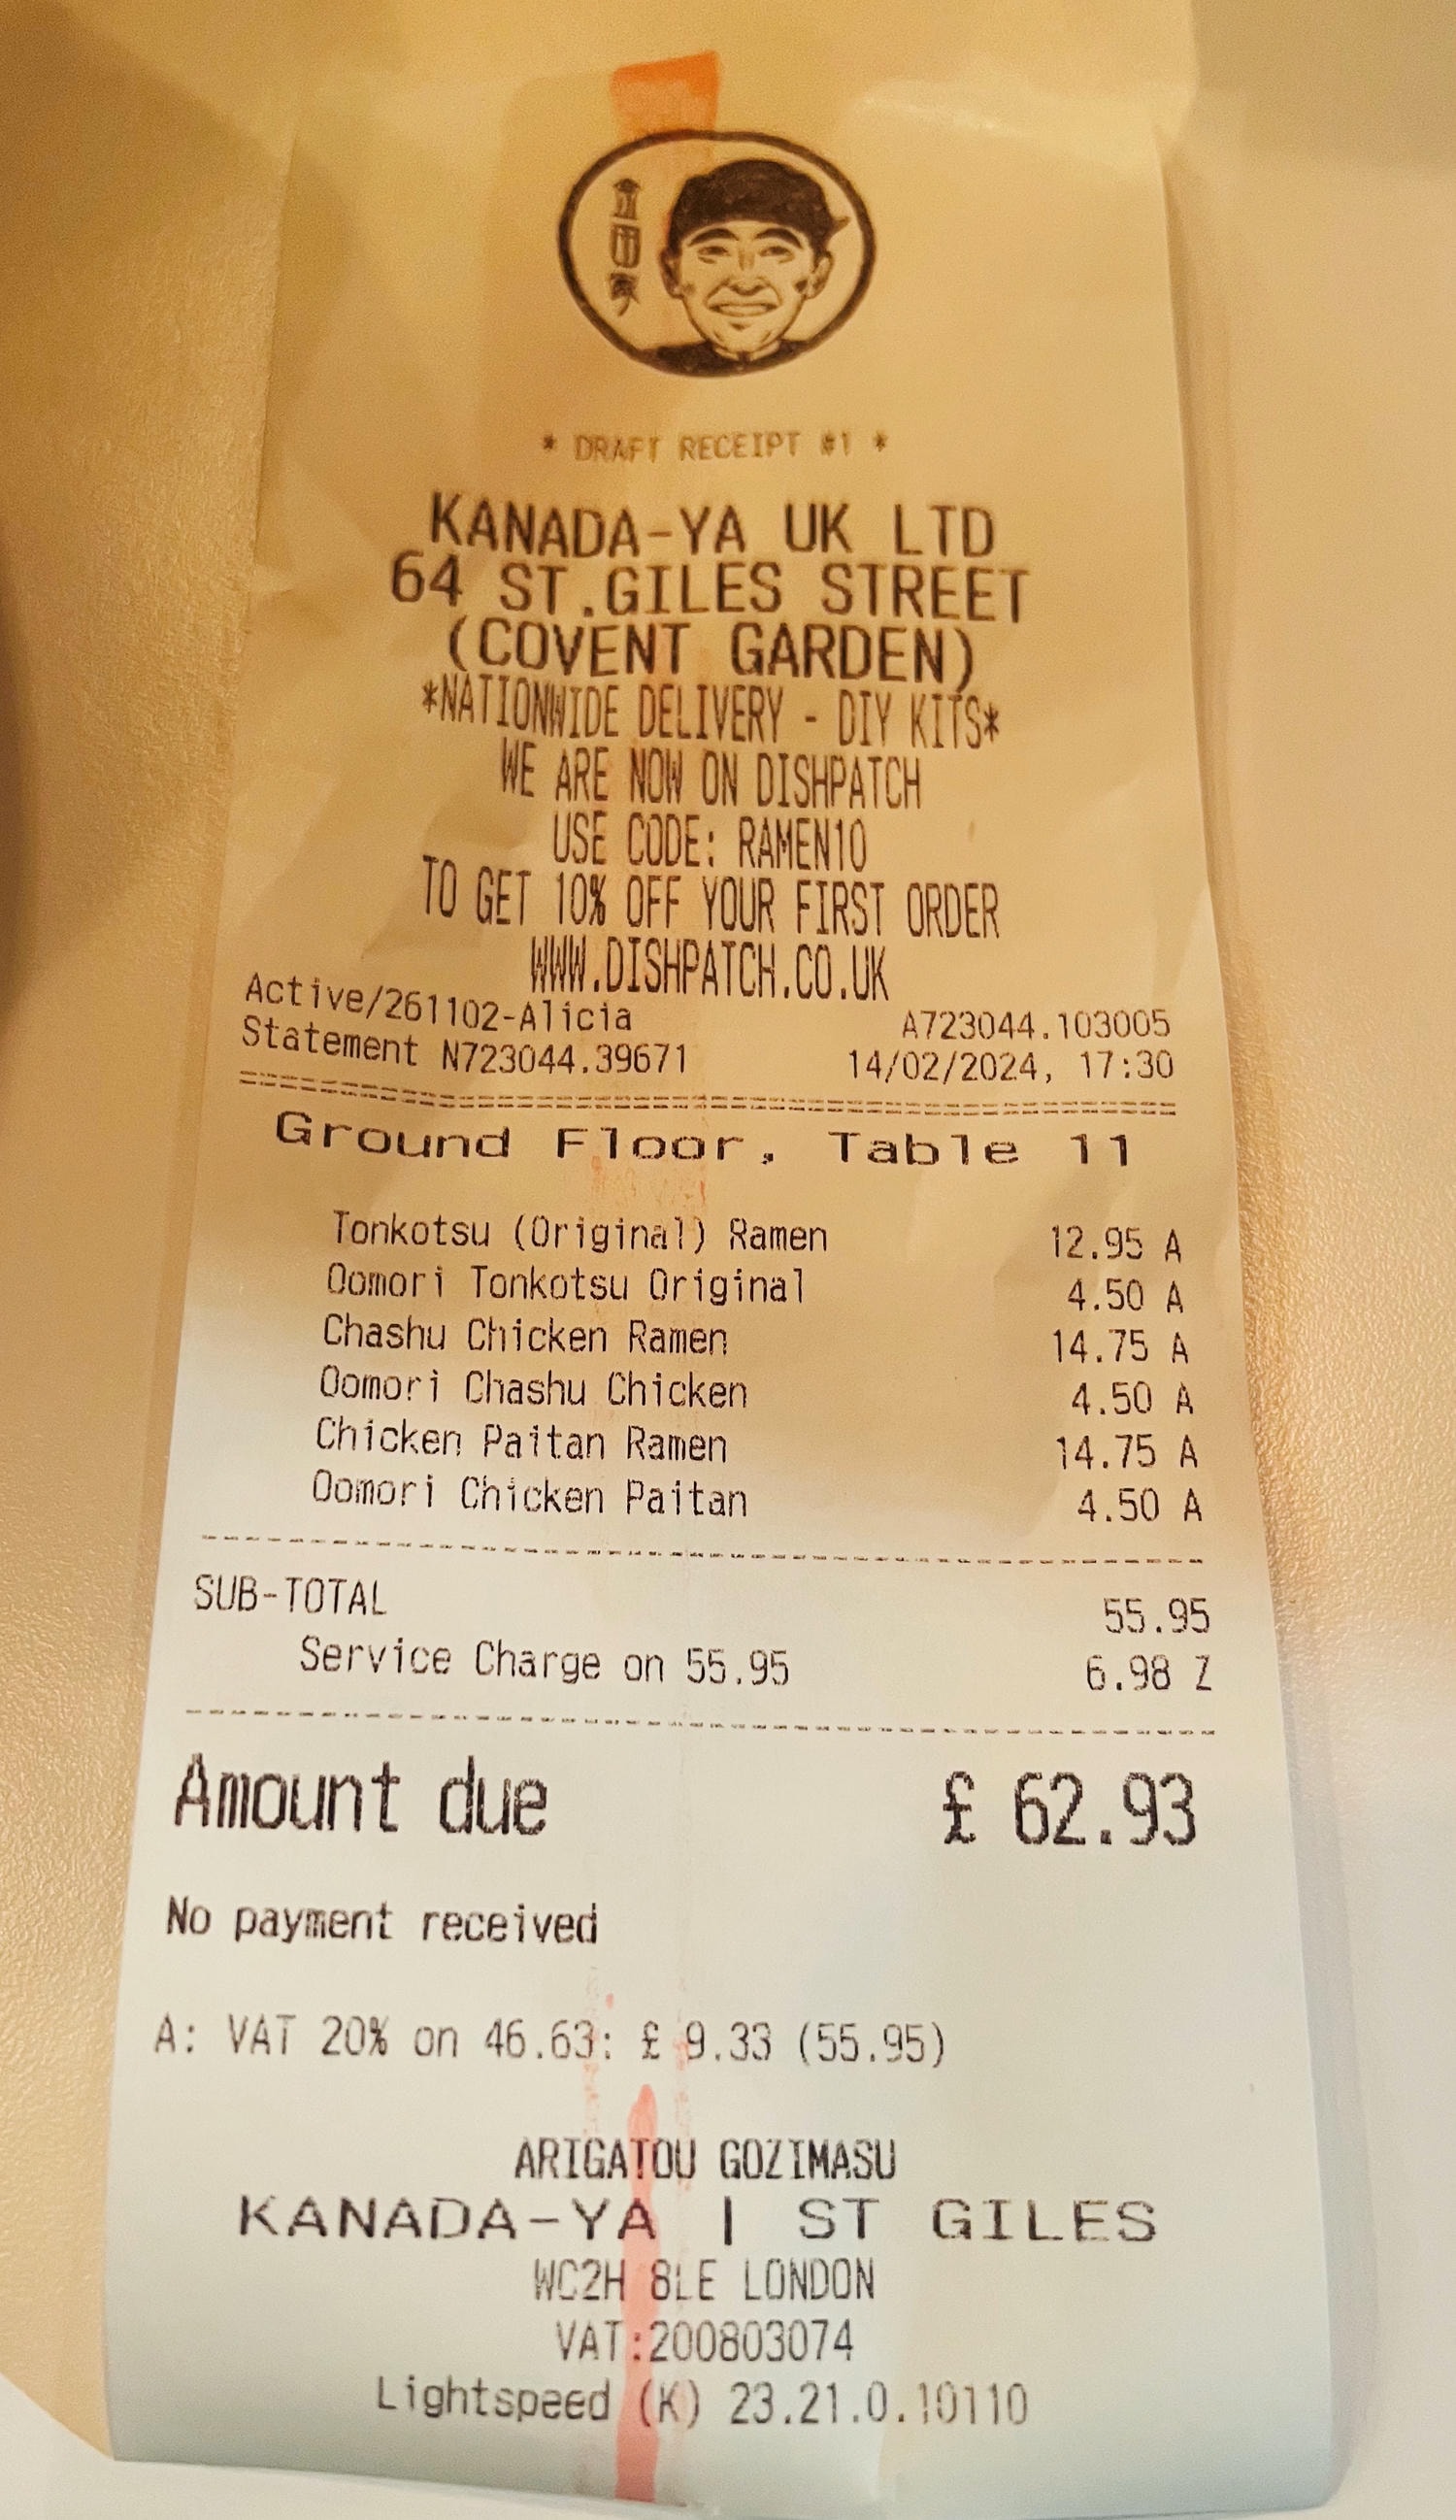 金田家
* DRAFT RECEIPT #1 *
KANADA-YA UK LTD
64 ST.GILES STREET
(COVENT GARDEN)
*NATIONWIDE DELIVERY - DIY KITS*
WE ARE NOW ON DISHPATCH
USE CODE: RAMEN10
TO GET 10% OFF YOUR FIRST ORDER
WWW.DISHPATCH.CO.UK
Active/261102-Alicia A723044.103005
Statement N723044.39671 14/02/2024, 17:30
Ground Floor, Table 11
Tonkotsu (Original) Ramen 12.95 A
Oomori Tonkotsu Original 4.50 A
Chashu Chicken Ramen 14.75 A
Oomori Chashu Chicken 4.50 A
Chicken Paitan Ramen 14.75 A
Oomori Chicken Paitan 4.50 A
SUB-TOTAL 55.95
Service Charge on 55.95 6.98 Z
Amount due £ 62.93
No payment received
A: VAT 20% on 46.63: £ 9.33 (55.95)
ARIGATOU GOZIMASU
KANADA-YA | ST GILES
WC2H 8LE LONDON
VAT:200803074
Lightspeed (K) 23.21.0.10110